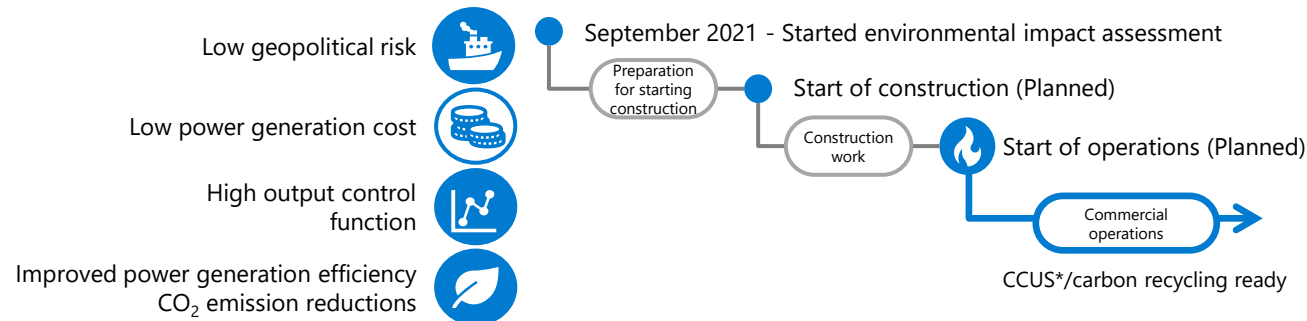 Low geopolitical risk
Low power generation cost
High output control
function
Improved power generation efficiency
CO₂ emission reductions
September 2021 - Started environmental impact assessment
Preparation
for starting
construction
Start of construction (Planned)
Construction
work
Start of operations (Planned)
Commercial
operations
CCUS*/carbon recycling ready